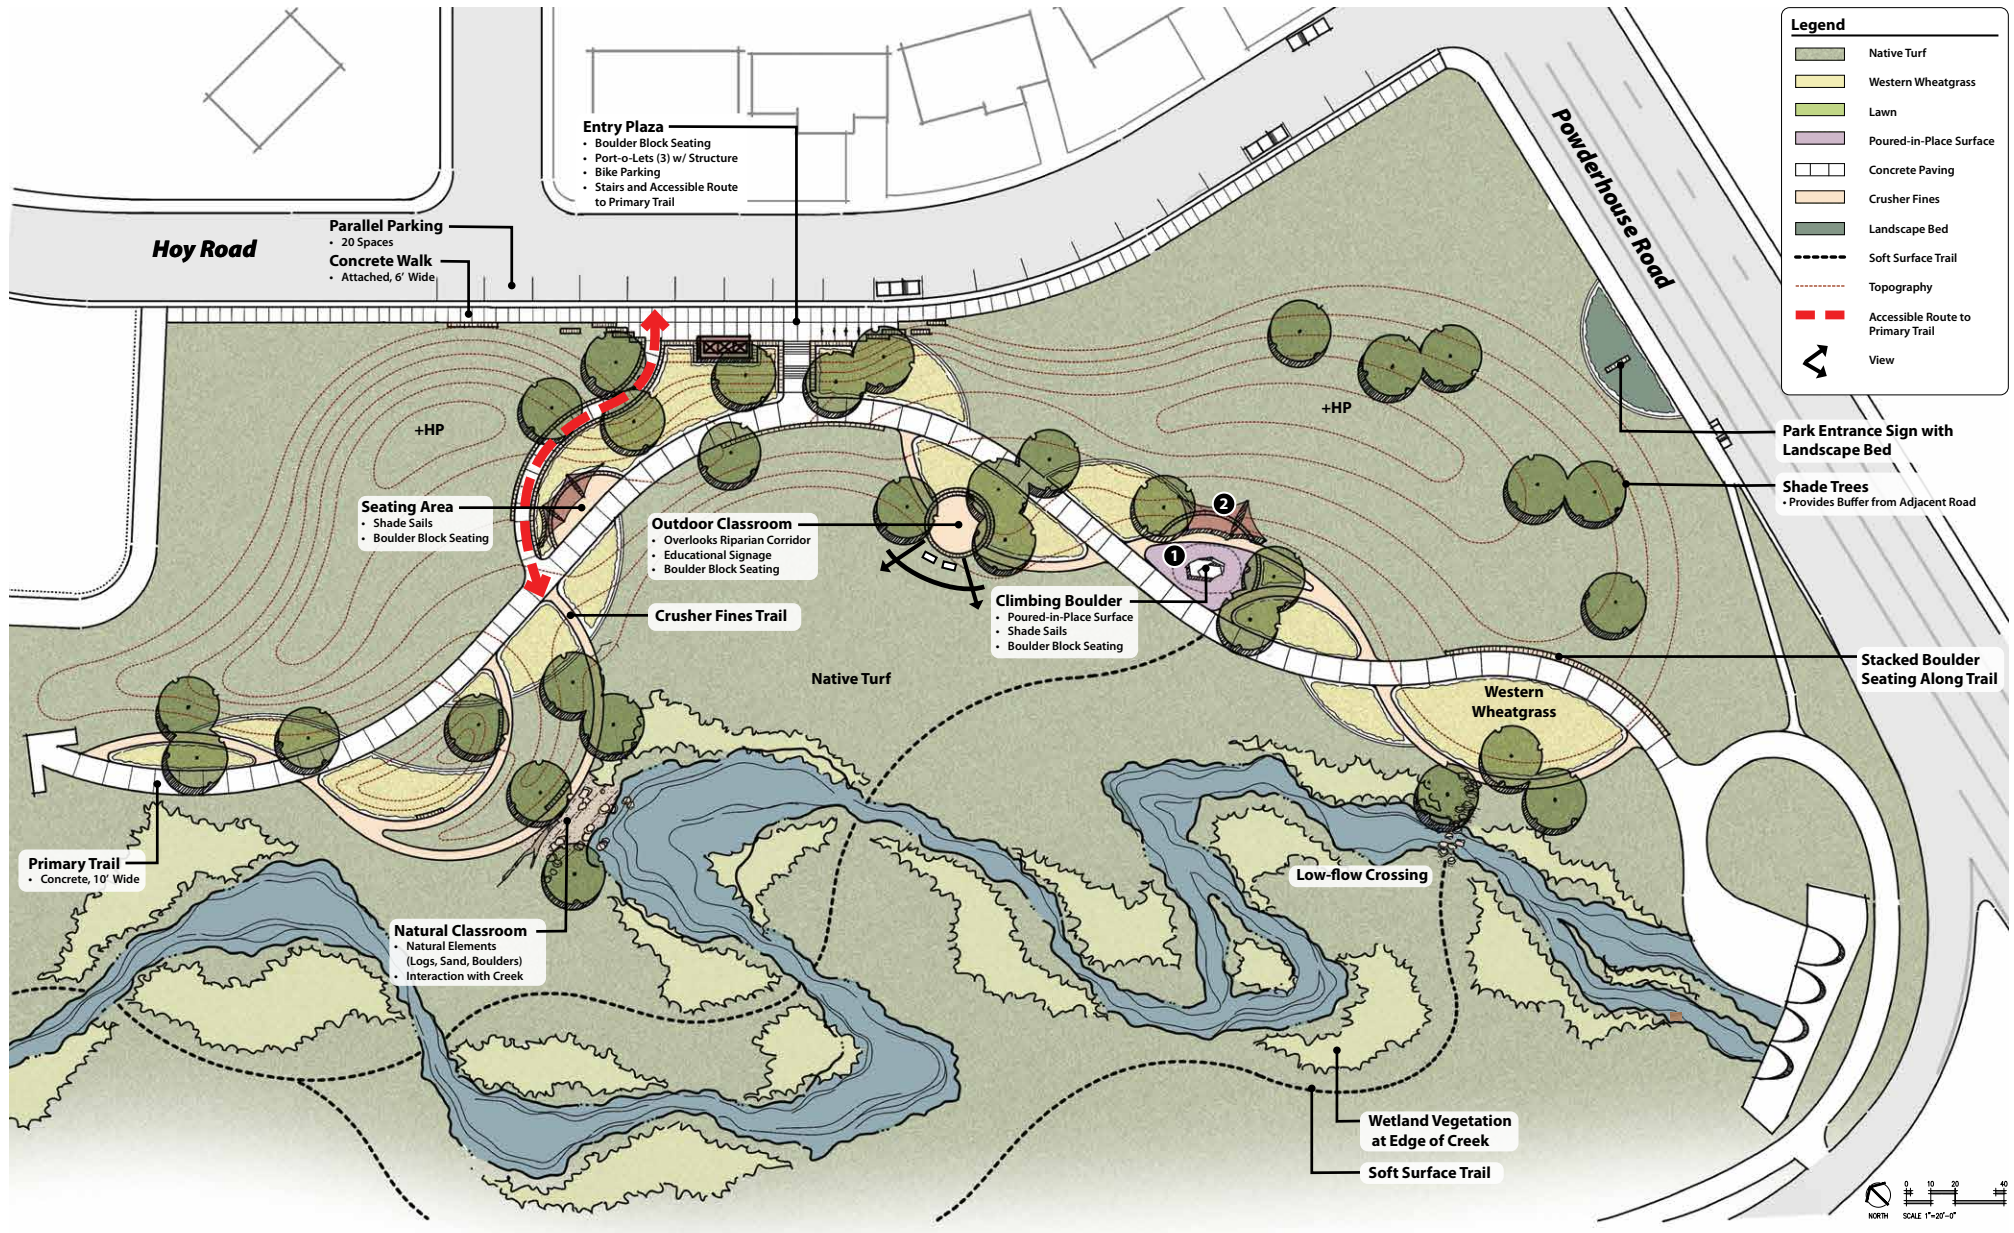 Legend
Native Turf
Western Wheatgrass
Lawn
Poured-in-Place Surface
Concrete Paving
Crusher Fines
Landscape Bed
Soft Surface Trail
Topography
Accessible Route to
Primary Trail
View
Entry Plaza
• Boulder Block Seating
• Port-o-Lets (3) w/ Structure
• Bike Parking
• Stairs and Accessible Route
to Primary Trail
Powderhouse Road
Hoy Road
Parallel Parking
• 20 Spaces
Concrete Walk
• Attached, 6' Wide
+HP
+HP
Park Entrance Sign with
Landscape Bed
Shade Trees
• Provides Buffer from Adjacent Road
Seating Area
• Shade Sails
• Boulder Block Seating
Outdoor Classroom
• Overlooks Riparian Corridor
• Educational Signage
• Boulder Block Seating
2
1
Climbing Boulder
• Poured-in-Place Surface
• Shade Sails
• Boulder Block Seating
Crusher Fines Trail
Native Turf
Stacked Boulder
Seating Along Trail
Western
Wheatgrass
Primary Trail
• Concrete, 10' Wide
Low-flow Crossing
Natural Classroom
• Natural Elements
(Logs, Sand, Boulders)
• Interaction with Creek
Wetland Vegetation
at Edge of Creek
Soft Surface Trail
0 10 20 40
NORTH SCALE 1"=20'-0"